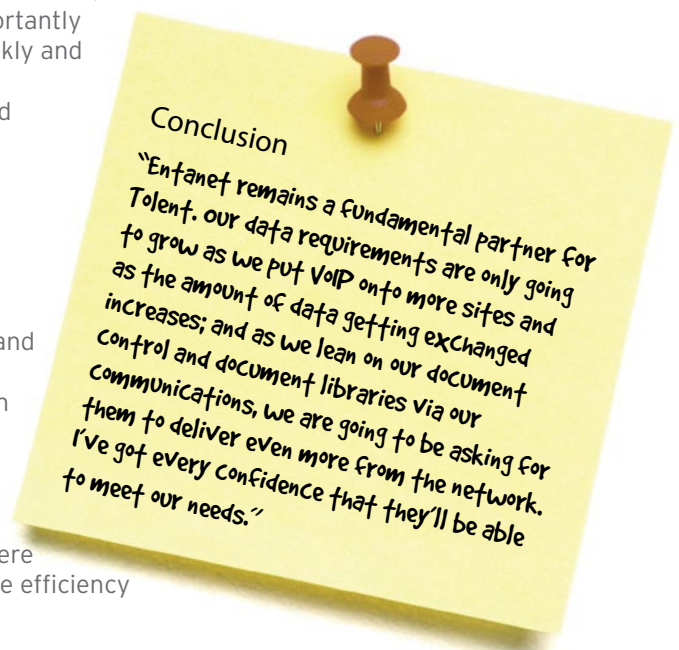 rtantly
kly and
d
and
n
ere
e efficiency
Conclusion
“Entanet remains a fundamental partner for
Tolent. our data requirements are only going
to grow as we put VoIP onto more sites and
as the amount of data getting exchanged
increases; and as we lean on our document
control and document libraries via our
communications, we are going to be asking for
them to deliver even more from the network.
I’ve got every confidence that they’ll be able
to meet our needs.”